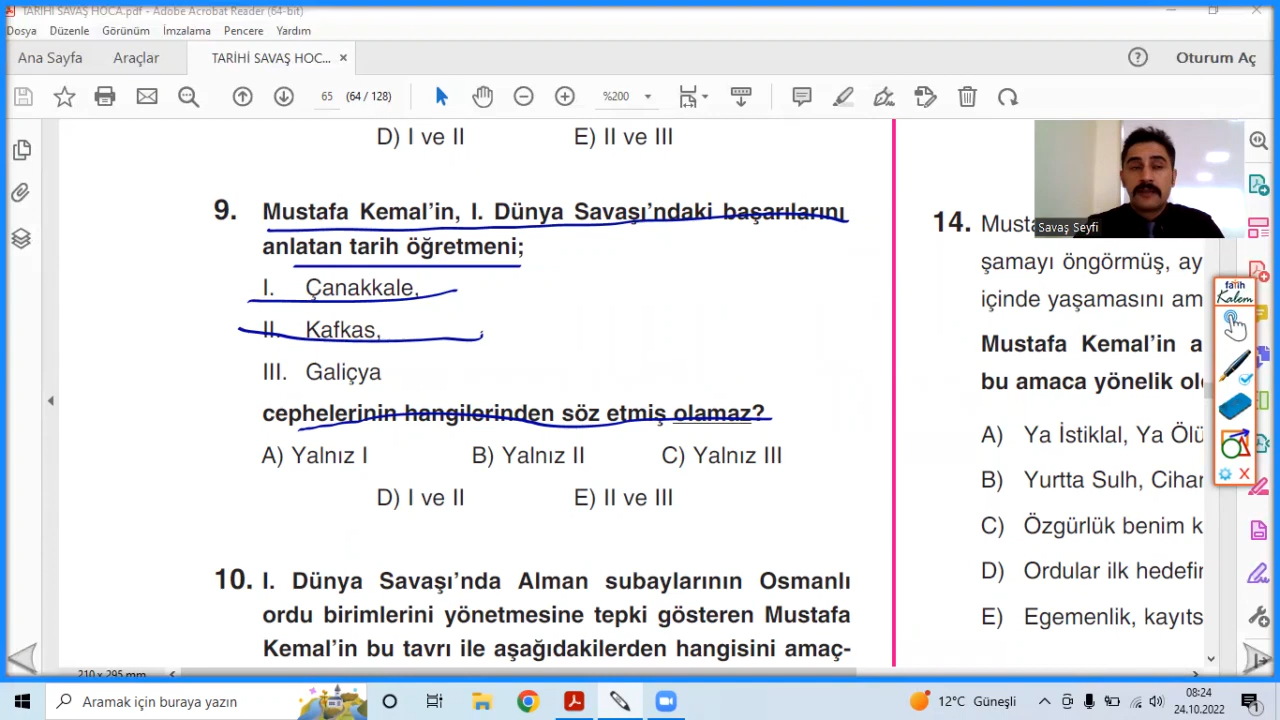 TARİHİ SAVAŞ HOCA.pdf - Adobe Acrobat Reader (64-bit)
Dosya Düzenle Görünüm İmzalama Pencere Yardım
Ana Sayfa Araçlar TARİHİ SAVAŞ HOC... × ? Oturum Aç
65 (64 / 128) %200
D) I ve II E) II ve III
9. Mustafa Kemal'in, I. Dünya Savaşı'ndaki başarılarını
anlatan tarih öğretmeni;
I. Çanakkale,
II. Kafkas,
III. Galiçya
cephelerinin hangilerinden söz etmiş olamaz?
A) Yalnız I B) Yalnız II C) Yalnız III
D) I ve II E) II ve III
10. I. Dünya Savaşı'nda Alman subaylarının Osmanlı
ordu birimlerini yönetmesine tepki gösteren Mustafa
Kemal'in bu tavrı ile aşağıdakilerden hangisini amaç-
210 x 295 mm
Savaş Seyfi
14. Musta
şamayı öngörmüş, ay
içinde yaşamasını am
Mustafa Kemal'in a
bu amaca yönelik ol
A) Ya İstiklal, Ya Ölü
B) Yurtta Sulh, Cihan
C) Özgürlük benim k
D) Ordular ilk hedefin
E) Egemenlik, kayıts
fatih
Kalem
Aramak için buraya yazın
12°C Güneşli
08:24
24.10.2022
1